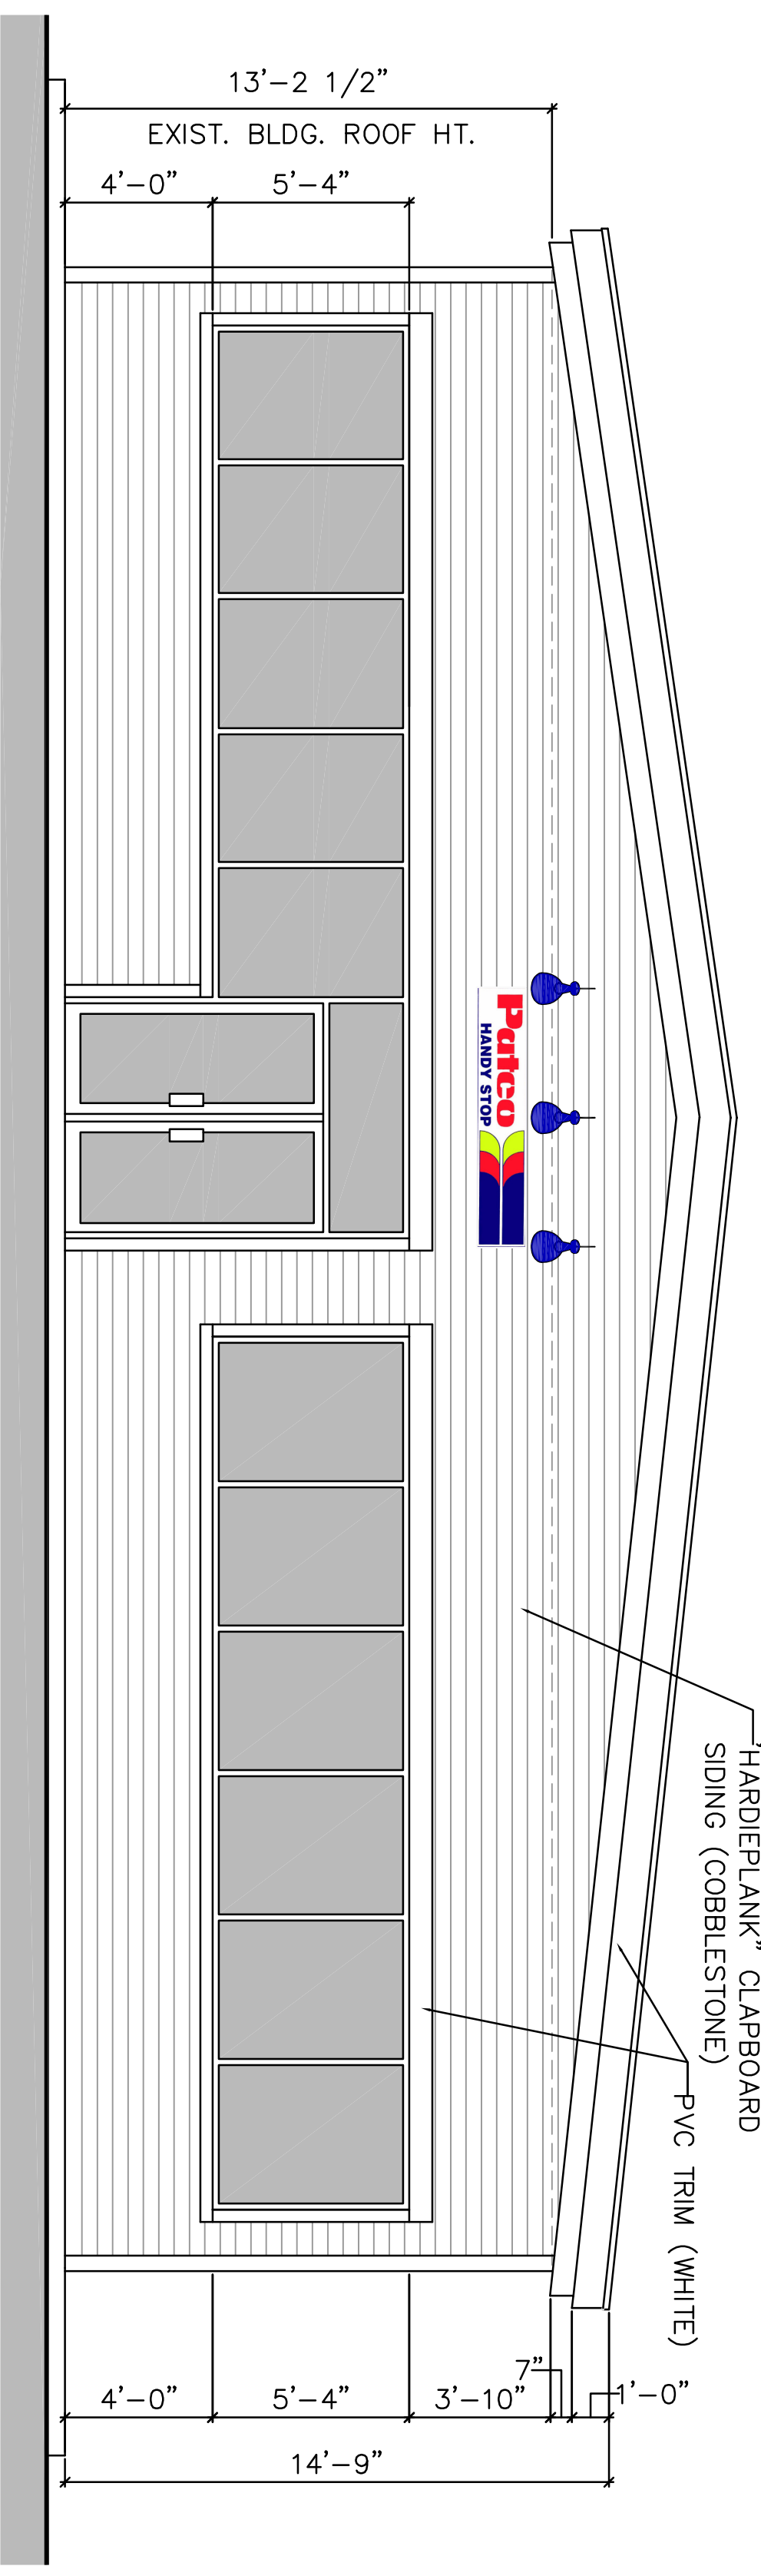 13'-2 1/2"
EXIST. BLDG. ROOF HT.
4'-0"
5'-4"
Patco
HANDY STOP
"HARDIEPLANK" CLAPBOARD
SIDING (COBBLESTONE)
PVC TRIM (WHITE)
7"
1'-0"
4'-0"
5'-4"
3'-10"
14'-9"